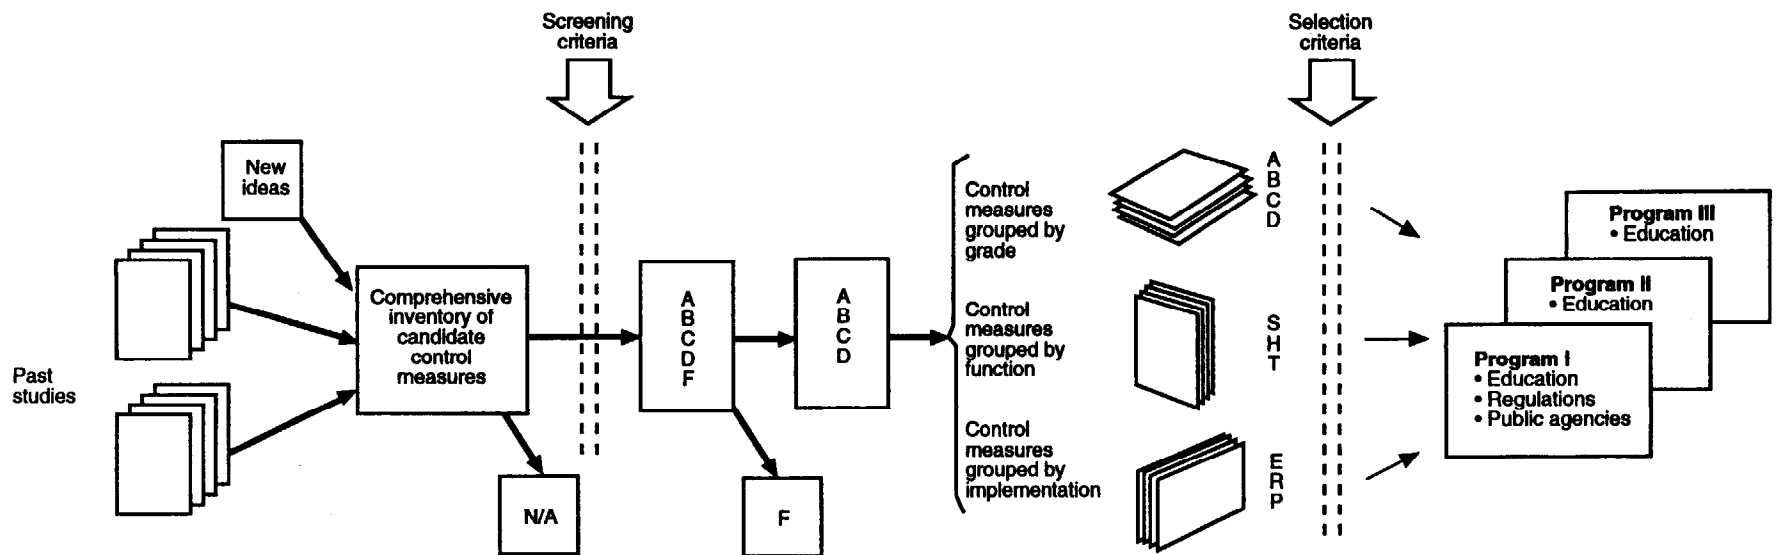 Screening
criteria
Selection
criteria
New
ideas
Past
studies
Comprehensive
inventory of
candidate
control
measures
N/A
A
B
C
D
F
F
A
B
C
D
Control
measures
grouped by
grade
A
B
C
D
Control
measures
grouped by
function
S
H
T
Control
measures
grouped by
implementation
E
R
P
Program III
• Education
Program II
• Education
Program I
• Education
• Regulations
• Public agencies